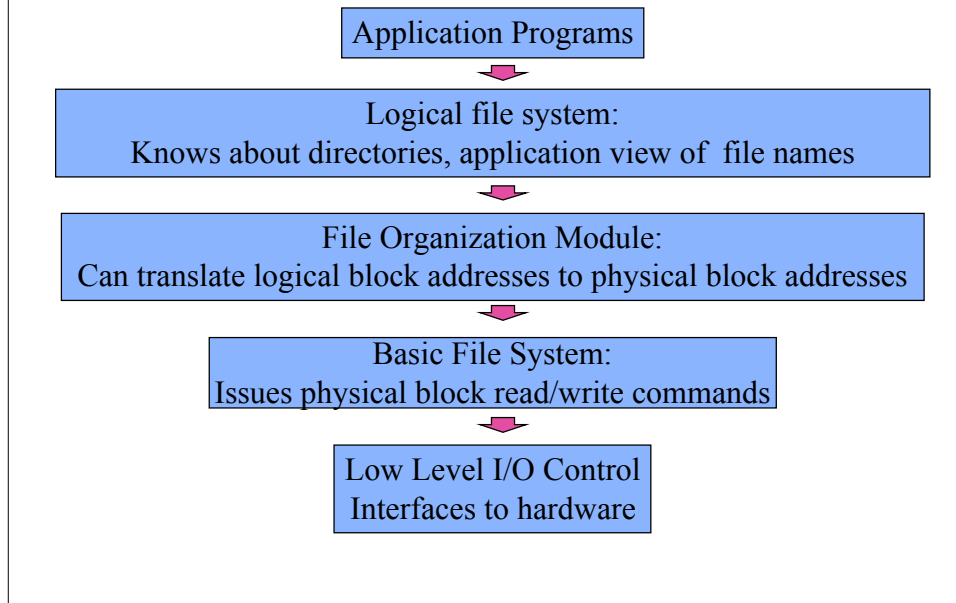 Application Programs
Logical file system:
Knows about directories, application view of file names
File Organization Module:
Can translate logical block addresses to physical block addresses
Basic File System:
Issues physical block read/write commands
Low Level I/O Control
Interfaces to hardware